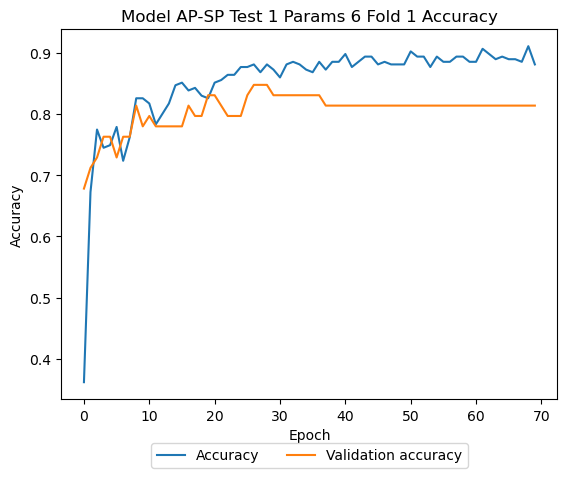 Model AP-SP Test 1 Params 6 Fold 1 Accuracy
0.9
0.8
0.7
0.6
0.5
0.4
Accuracy
0 10 20 30 40 50 60 70
Epoch
Accuracy Validation accuracy